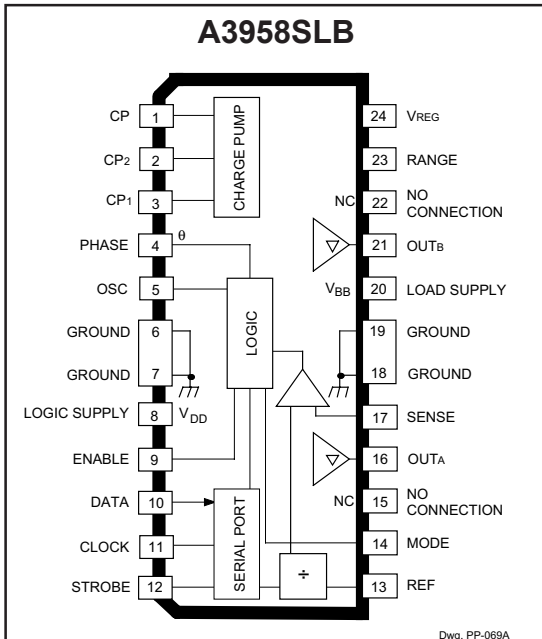 A3958SLB
CP 1
CP2 2
CP1 3
PHASE 4 θ
OSC 5
GROUND 6
GROUND 7
LOGIC SUPPLY 8 VDD
ENABLE 9
DATA 10
CLOCK 11
STROBE 12
CHARGE PUMP
LOGIC
SERIAL PORT
÷
24 VREG
23 RANGE
NC 22 NO
CONNECTION
21 OUTB
VBB 20 LOAD SUPPLY
19 GROUND
18 GROUND
17 SENSE
16 OUTA
NC 15 NO
CONNECTION
14 MODE
13 REF
Dwg. PP-069A